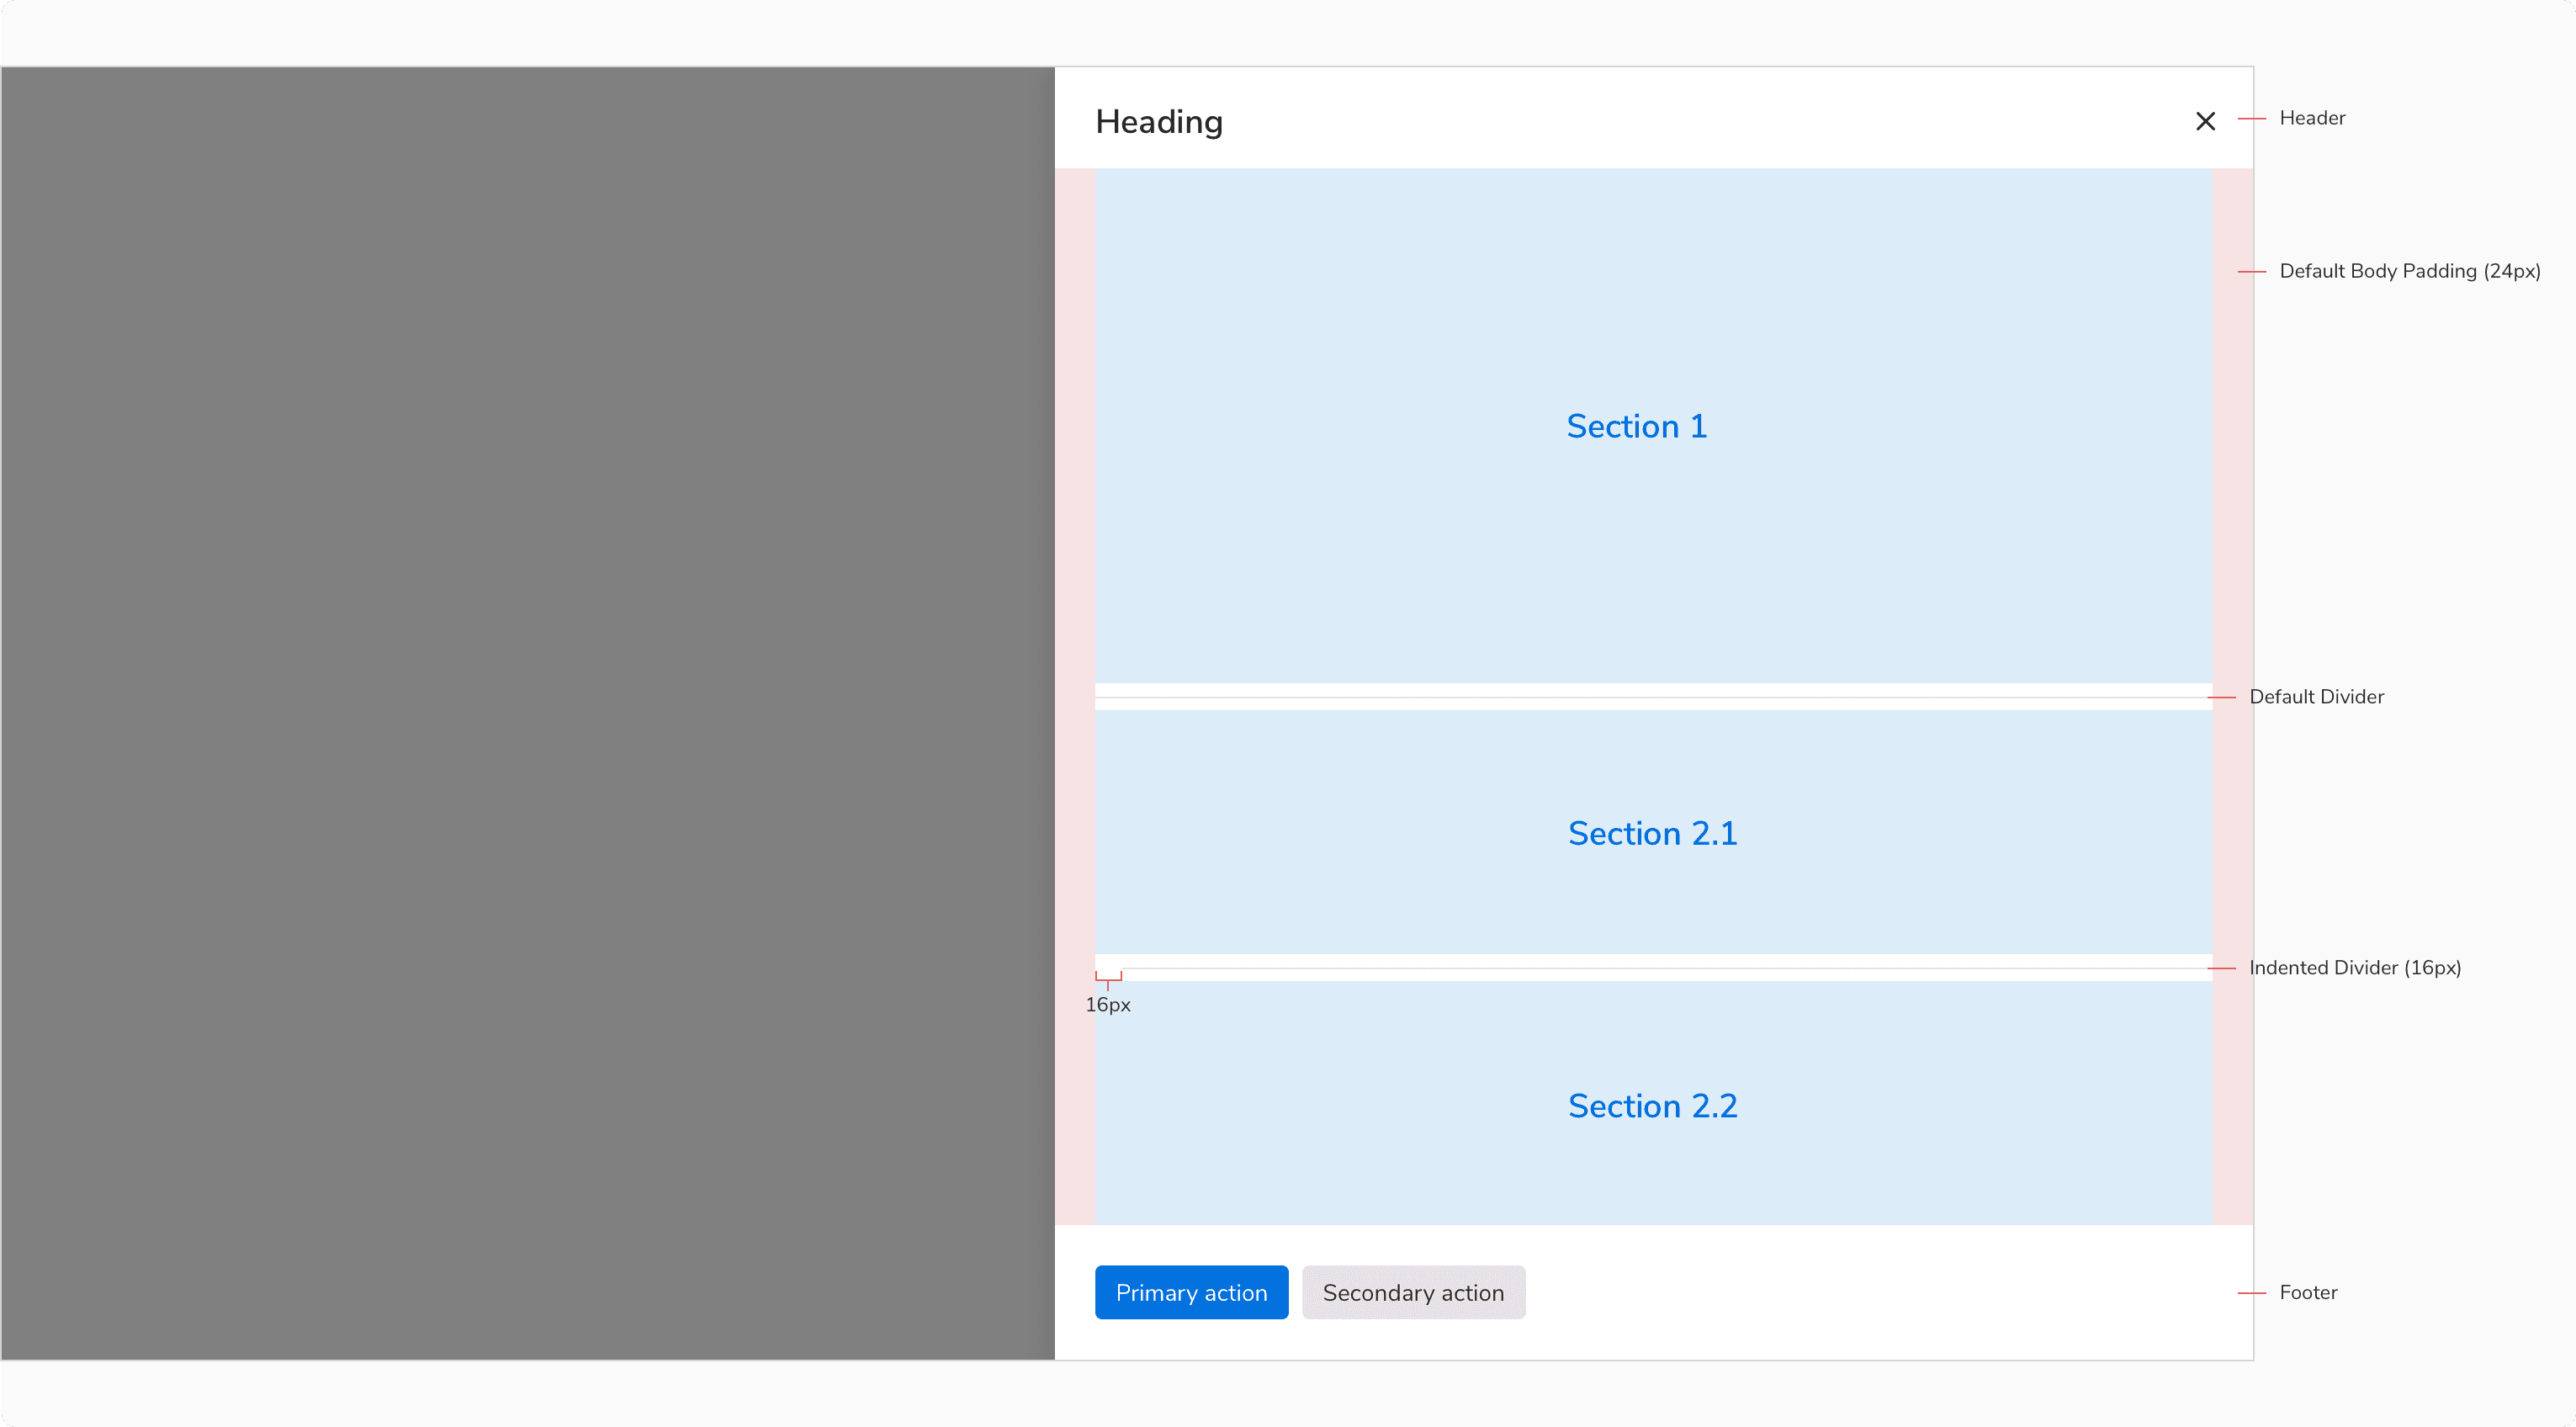 Heading
Header
Default Body Padding (24px)
Section 1
Default Divider
Section 2.1
Indented Divider (16px)
16px
Section 2.2
Primary action
Secondary action
Footer